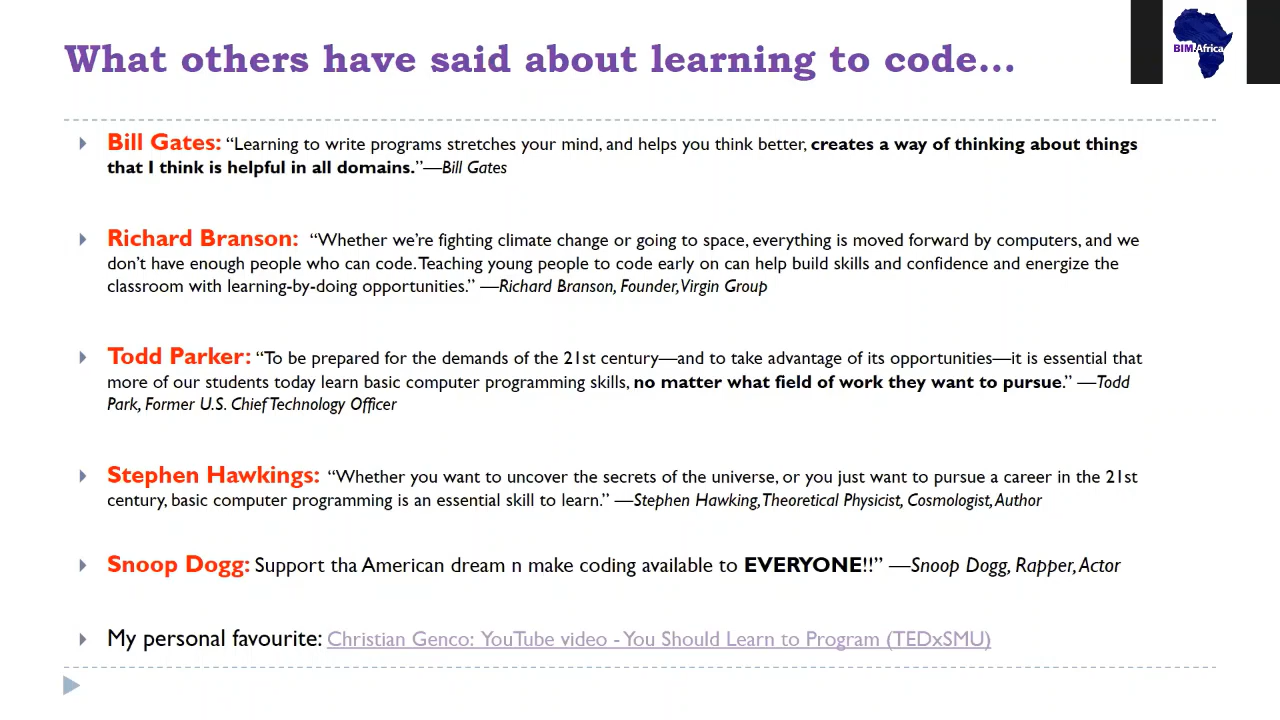 What others have said about learning to code...
BIM Africa
Bill Gates: “Learning to write programs stretches your mind, and helps you think better, creates a way of thinking about things
that I think is helpful in all domains.”—Bill Gates
Richard Branson: “Whether we’re fighting climate change or going to space, everything is moved forward by computers, and we
don’t have enough people who can code. Teaching young people to code early on can help build skills and confidence and energize the
classroom with learning-by-doing opportunities.” —Richard Branson, Founder, Virgin Group
Todd Parker: “To be prepared for the demands of the 21st century—and to take advantage of its opportunities—it is essential that
more of our students today learn basic computer programming skills, no matter what field of work they want to pursue.” —Todd
Park, Former U.S. Chief Technology Officer
Stephen Hawkings: “Whether you want to uncover the secrets of the universe, or you just want to pursue a career in the 21st
century, basic computer programming is an essential skill to learn.” —Stephen Hawking, Theoretical Physicist, Cosmologist, Author
Snoop Dogg: Support tha American dream n make coding available to EVERYONE!!” —Snoop Dogg, Rapper, Actor
My personal favourite: Christian Genco: YouTube video - You Should Learn to Program (TEDxSMU)